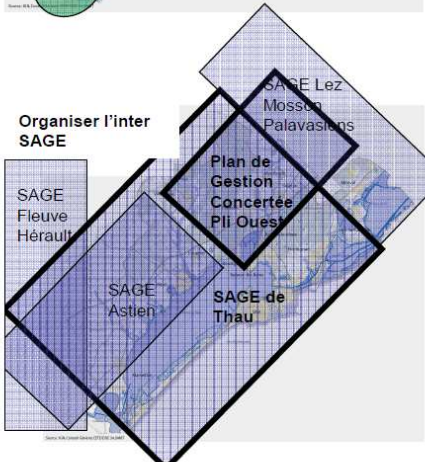 Organiser l'inter
SAGE
SAGE Lez
Mosson
Palavasiens
Plan de
Gestion
Concertée
Pli Ouest
SAGE
Fleuve
Hérault
SAGE
Astien
SAGE de
Thau